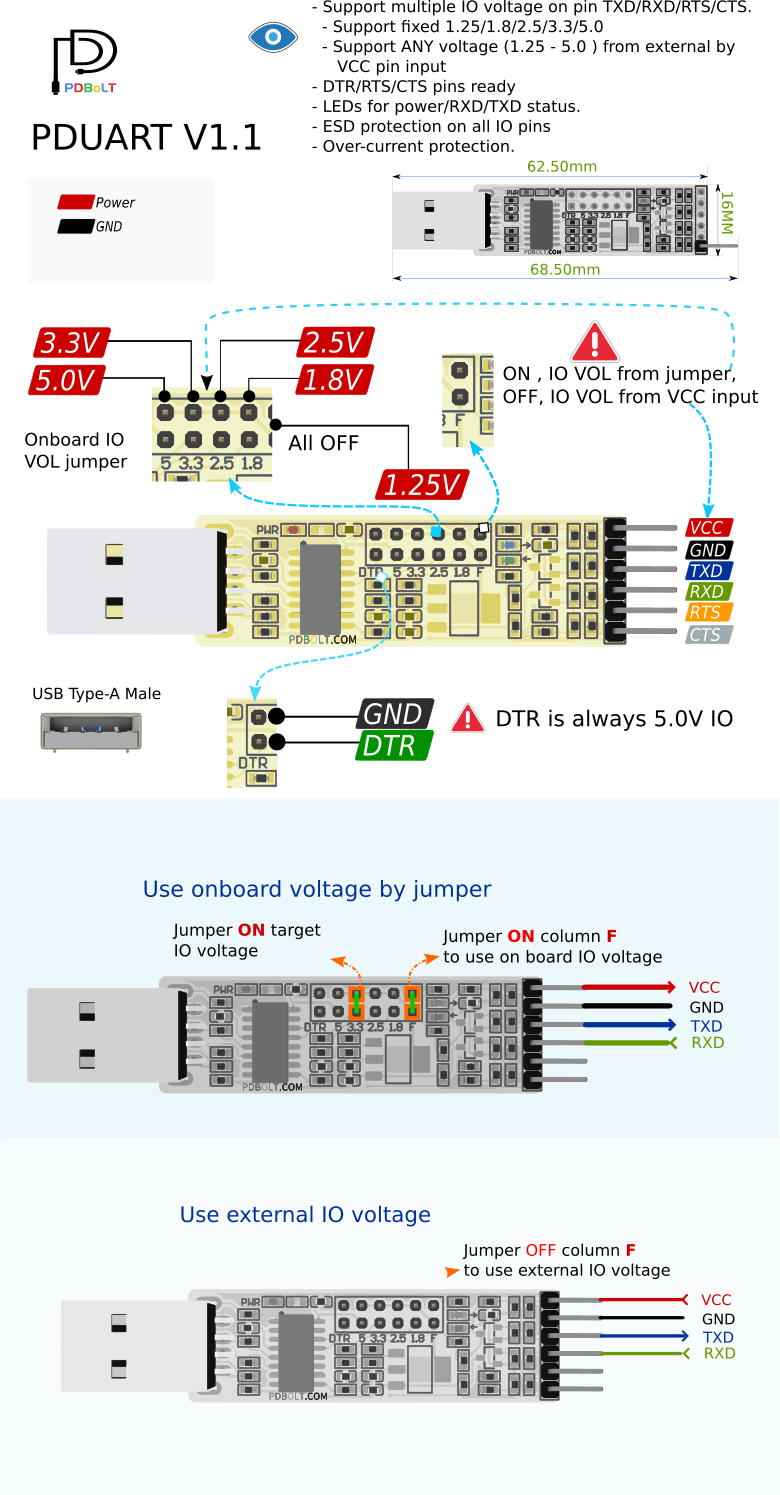 - Support multiple IO voltage on pin TXD/RXD/RTS/CTS.
- Support fixed 1.25/1.8/2.5/3.3/5.0
- Support ANY voltage (1.25 - 5.0 ) from external by
VCC pin input
- DTR/RTS/CTS pins ready
- LEDs for power/RXD/TXD status.
- ESD protection on all IO pins
- Over-current protection.
PDBoLT
PDUART V1.1
Power
GND
62.50mm
PWR
DTR 5 3.3 2.5 1.8 F
PDBOLT.COM
16MM
68.50mm
3.3V
5.0V
2.5V
1.8V
Onboard IO
VOL jumper
5 3.3 2.5 1.8
All OFF
1.25V
3 F
ON , IO VOL from jumper,
OFF, IO VOL from VCC input
PWR
DTR 5 3.3 2.5 1.8 F
PDBOLT.COM
VCC
GND
TXD
RXD
RTS
CTS
USB Type-A Male
DTR
GND
DTR
DTR is always 5.0V IO
Use onboard voltage by jumper
Jumper ON target
IO voltage
Jumper ON column F
to use on board IO voltage
PWR
DTR 5 3.3 2.5 1.8 F
PDBOLT.COM
VCC
GND
TXD
RXD
Use external IO voltage
Jumper OFF column F
to use external IO voltage
PWR
DTR 5 3.3 2.5 1.8 F
PDBOLT.COM
VCC
GND
TXD
RXD